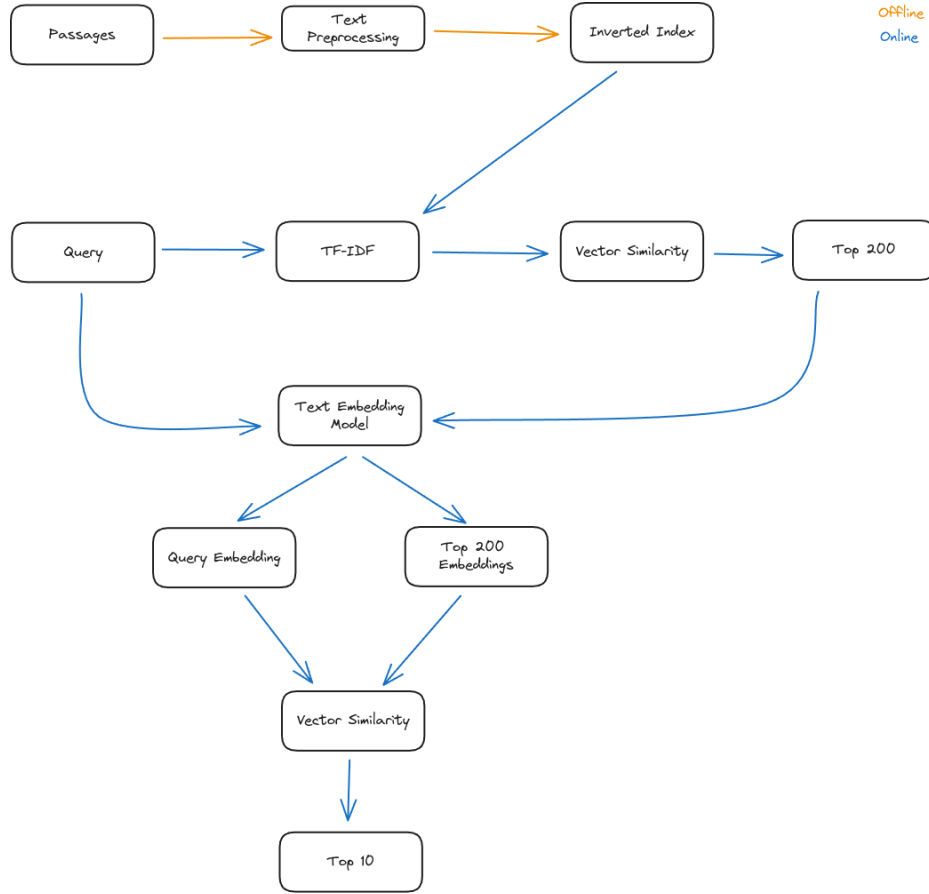 Offline
Online
Passages
Text
Preprocessing
Inverted Index
Query
TF-IDF
Vector Similarity
Top 200
Text Embedding
Model
Query Embedding
Top 200
Embeddings
Vector Similarity
Top 10